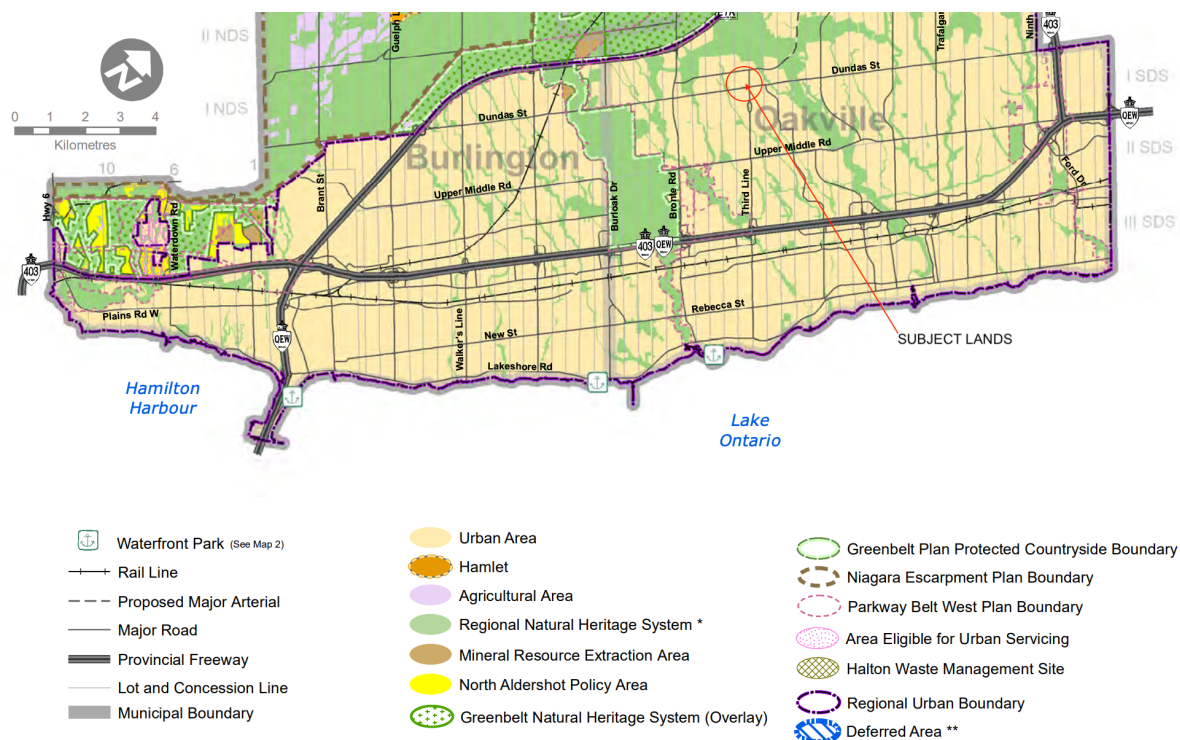 II NDS
I NDS
Guelph L
Trafalgar
Ninth
403
I SDS
II SDS
III SDS
QEW
Dundas St
Dundas St
Oakville
Burlington
N
0 1 2 3 4
Kilometres
10 6 1
Upper Middle Rd
Upper Middle Rd
Ford Dr
Brant St
Burloak Dr
Bronte Rd
Third Line
Hwy 6
Waterdown Rd
403
403 QEW
Plains Rd W
QEW
Walker's Line
New St
Rebecca St
Lakeshore Rd
SUBJECT LANDS
Hamilton
Harbour
Lake
Ontario
Waterfront Park (See Map 2)
Rail Line
Proposed Major Arterial
Major Road
Provincial Freeway
Lot and Concession Line
Municipal Boundary
Urban Area
Hamlet
Agricultural Area
Regional Natural Heritage System *
Mineral Resource Extraction Area
North Aldershot Policy Area
Greenbelt Natural Heritage System (Overlay)
Greenbelt Plan Protected Countryside Boundary
Niagara Escarpment Plan Boundary
Parkway Belt West Plan Boundary
Area Eligible for Urban Servicing
Halton Waste Management Site
Regional Urban Boundary
Deferred Area **